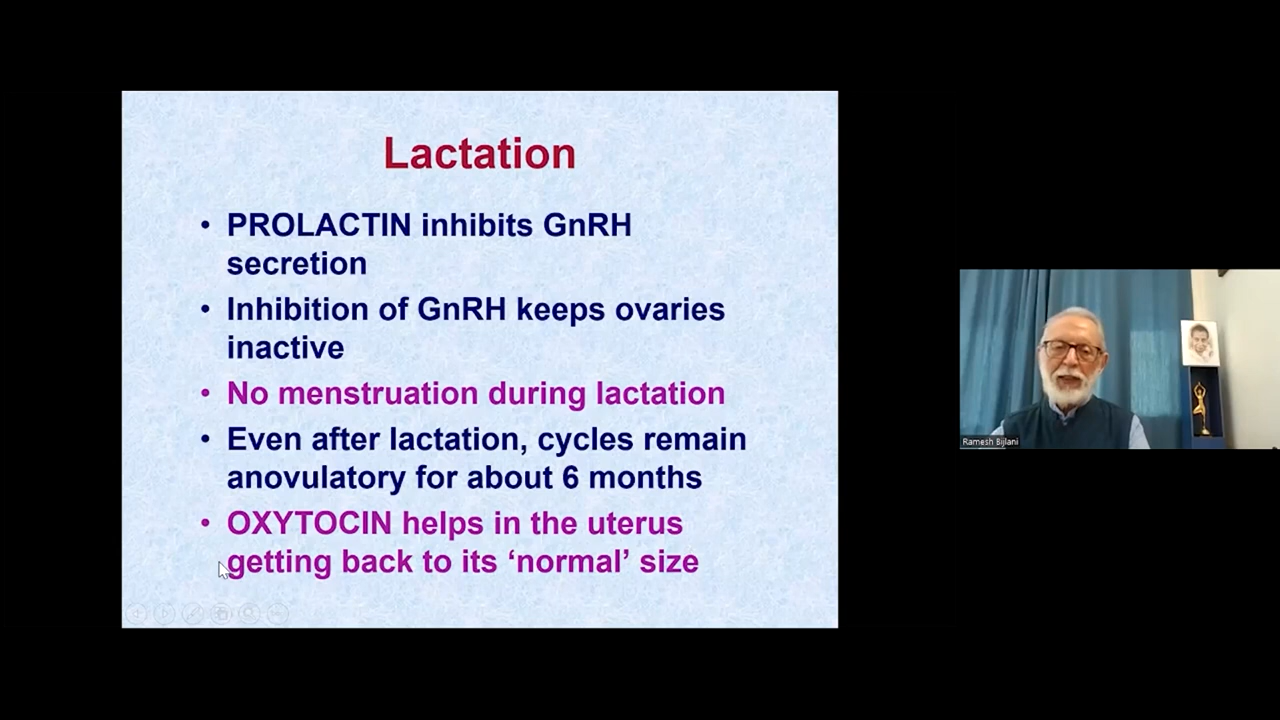 Lactation
• PROLACTIN inhibits GnRH
secretion
• Inhibition of GnRH keeps ovaries
inactive
• No menstruation during lactation
• Even after lactation, cycles remain
anovulatory for about 6 months
• OXYTOCIN helps in the uterus
getting back to its ‘normal’ size
Ramesh Bijlani